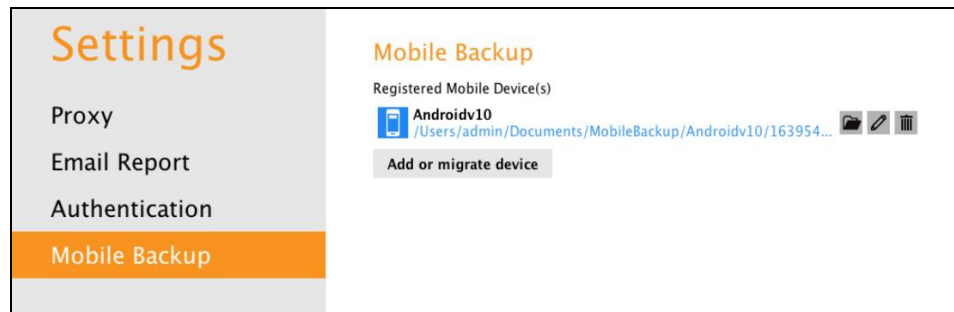 Settings
Proxy
Email Report
Authentication
Mobile Backup
Mobile Backup
Registered Mobile Device(s)
Androidv10
/Users/admin/Documents/MobileBackup/Androidv10/163954...
Add or migrate device